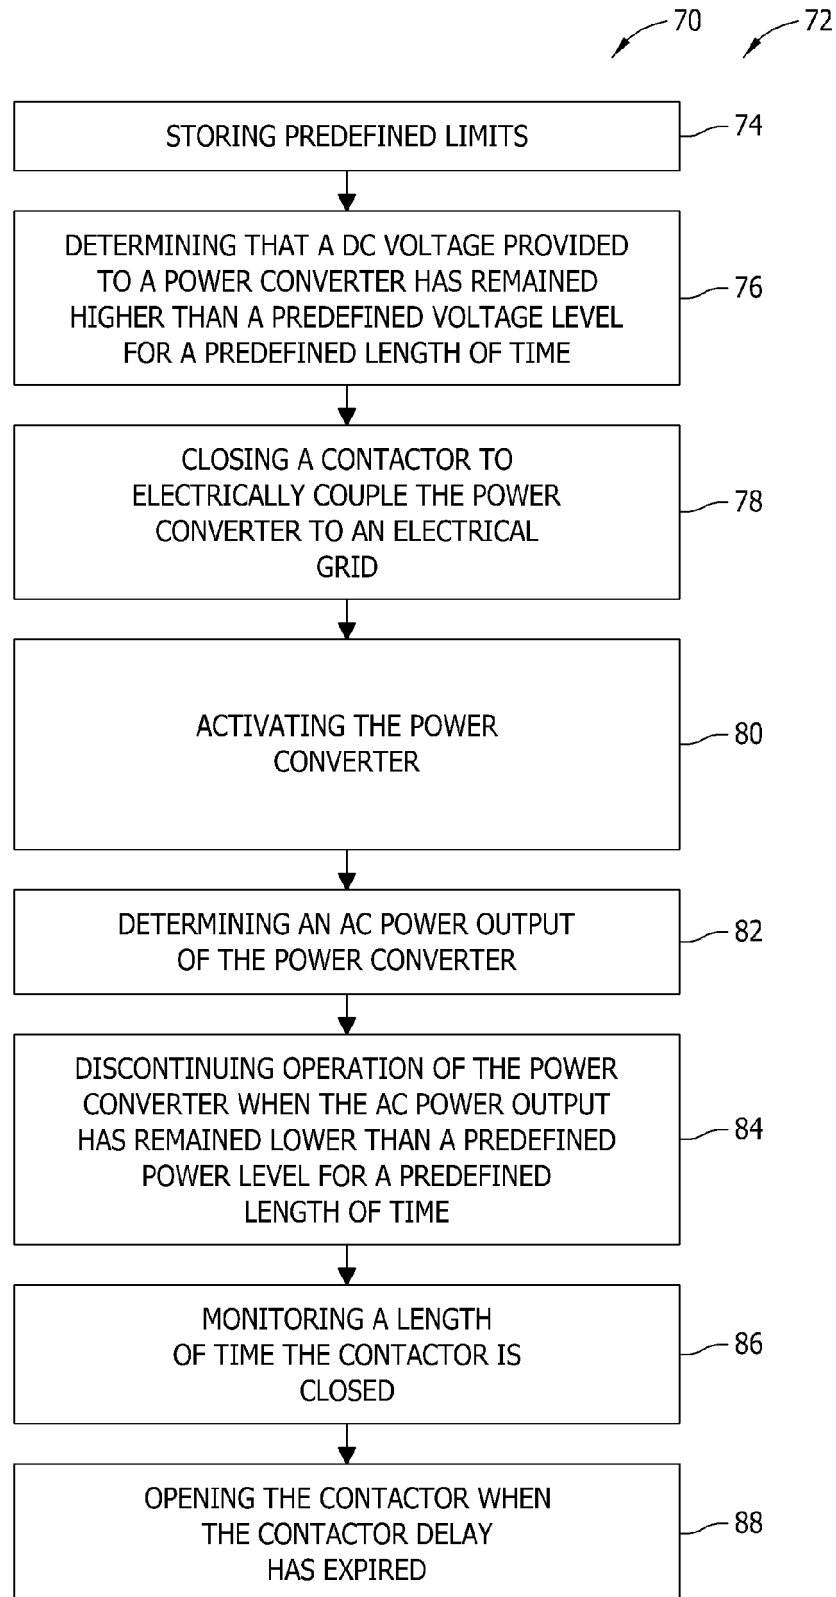 70
72
STORING PREDEFINED LIMITS
74
DETERMINING THAT A DC VOLTAGE PROVIDED
TO A POWER CONVERTER HAS REMAINED
HIGHER THAN A PREDEFINED VOLTAGE LEVEL
FOR A PREDEFINED LENGTH OF TIME
76
CLOSING A CONTACTOR TO
ELECTRICALLY COUPLE THE POWER
CONVERTER TO AN ELECTRICAL
GRID
78
ACTIVATING THE POWER
CONVERTER
80
DETERMINING AN AC POWER OUTPUT
OF THE POWER CONVERTER
82
DISCONTINUING OPERATION OF THE POWER
CONVERTER WHEN THE AC POWER OUTPUT
HAS REMAINED LOWER THAN A PREDEFINED
POWER LEVEL FOR A PREDEFINED
LENGTH OF TIME
84
MONITORING A LENGTH
OF TIME THE CONTACTOR IS
CLOSED
86
OPENING THE CONTACTOR WHEN
THE CONTACTOR DELAY
HAS EXPIRED
88